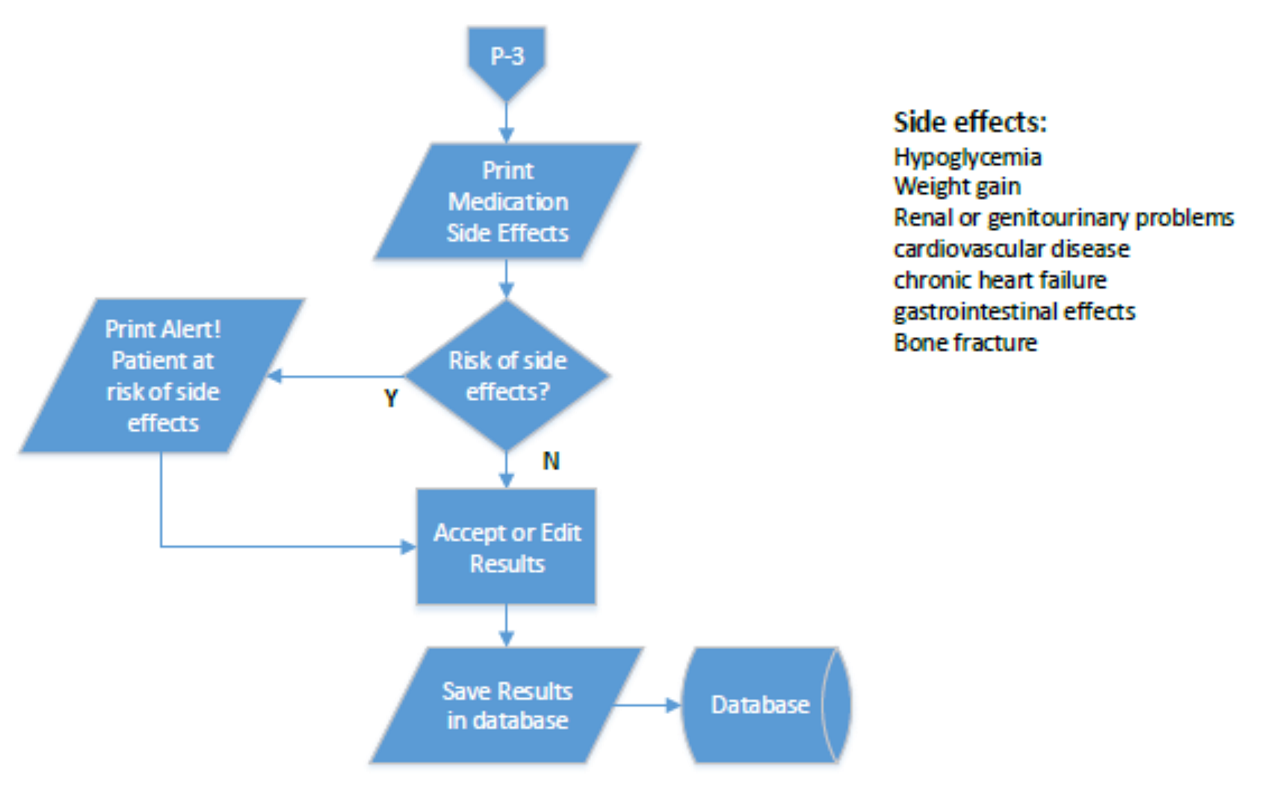 P-3
Print
Medication
Side Effects
Side effects:
Hypoglycemia
Weight gain
Renal or genitourinary problems
cardiovascular disease
chronic heart failure
gastrointestinal effects
Bone fracture
Risk of side
effects?
Y
Print Alert!
Patient at
risk of side
effects
N
Accept or Edit
Results
Save Results
in database
Database